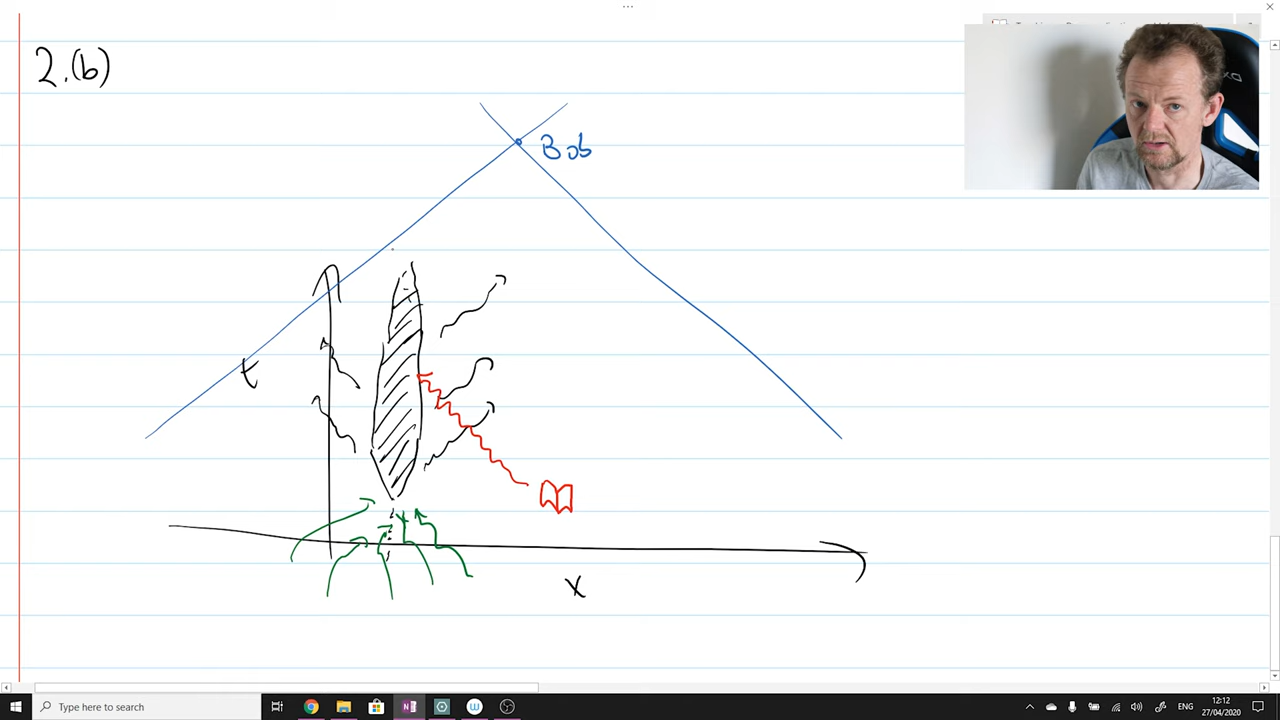 2.(b)
Bob
t
x
Type here to search
ENG
12:12
27/04/2020